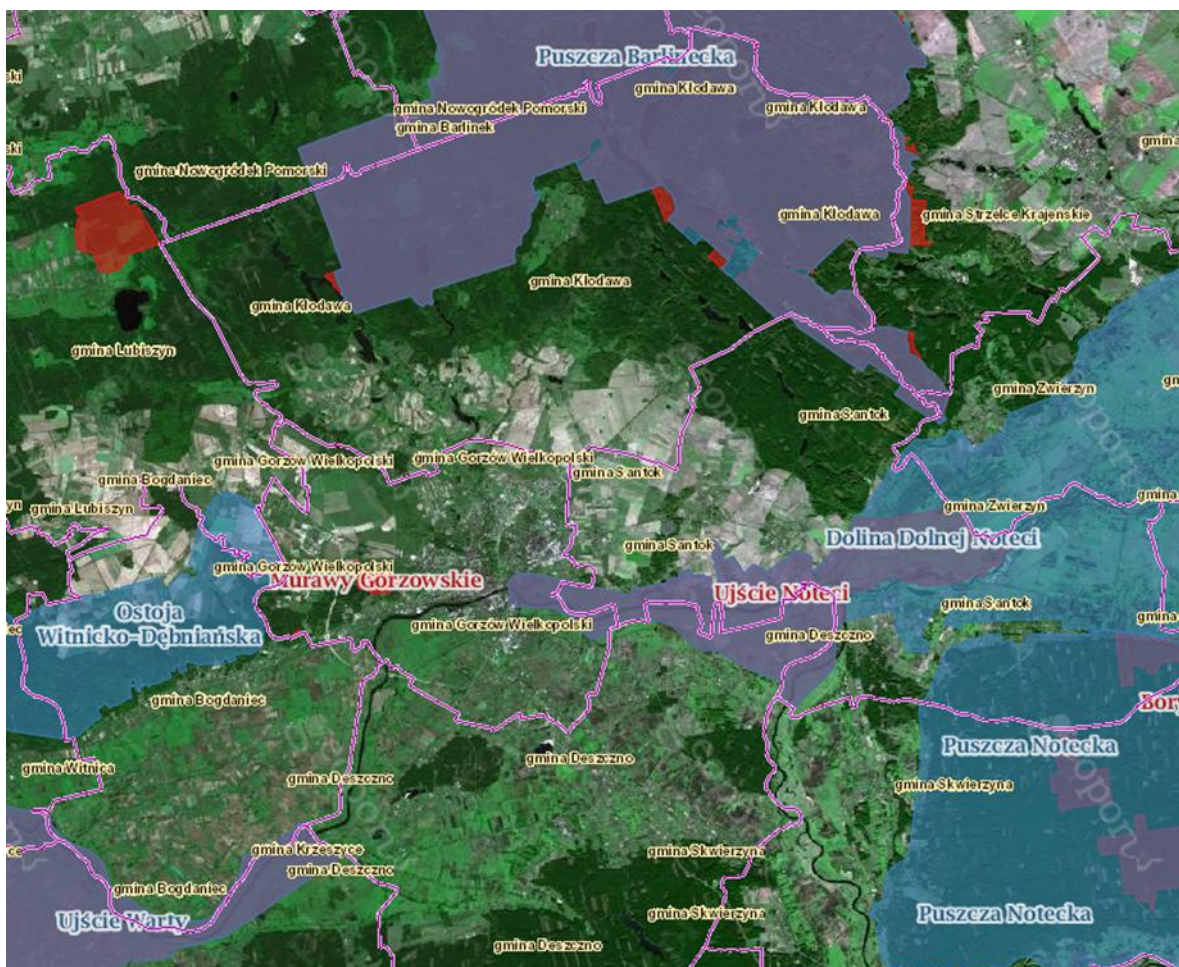 Puszcza Barlinecka
gmina Kłodawa
gmina Nowogródek Pomorski
gmina Kłodawa
gmina Barlinek
gmina Nowogródek Pomorski
gmina Kłodawa
gmina Strzelce Krajeńskie
gmina Kłodawa
gmina Kłodawa
gmina Lubiszyn
gmina Zwierzyn
gmina Santok
gmina Gorzów Wielkopolski
gmina Gorzów Wielkopolski
gmina Bogdaniec
gmina Santok
gmina Lubiszyn
gmina Zwierzyn
gmina Santok
Dolina Dolnej Noteci
gmina Gorzów Wielkopolski
Murawy Gorzowskie
Ujście Noteci
gmina Santok
Ostoja
Witnicko-Dębniańska
gmina Gorzów Wielkopolski
gmina Deszczno
gmina Bogdaniec
Puszcza Notecka
gmina Witnica
gmina Deszczno
gmina Deszczno
gmina Skwierzyna
gmina Krzeszyce
gmina Skwierzyna
gmina Deszczno
gmina Bogdaniec
Ujście Warty
gmina Skwierzyna
Puszcza Notecka
gmina Deszczno